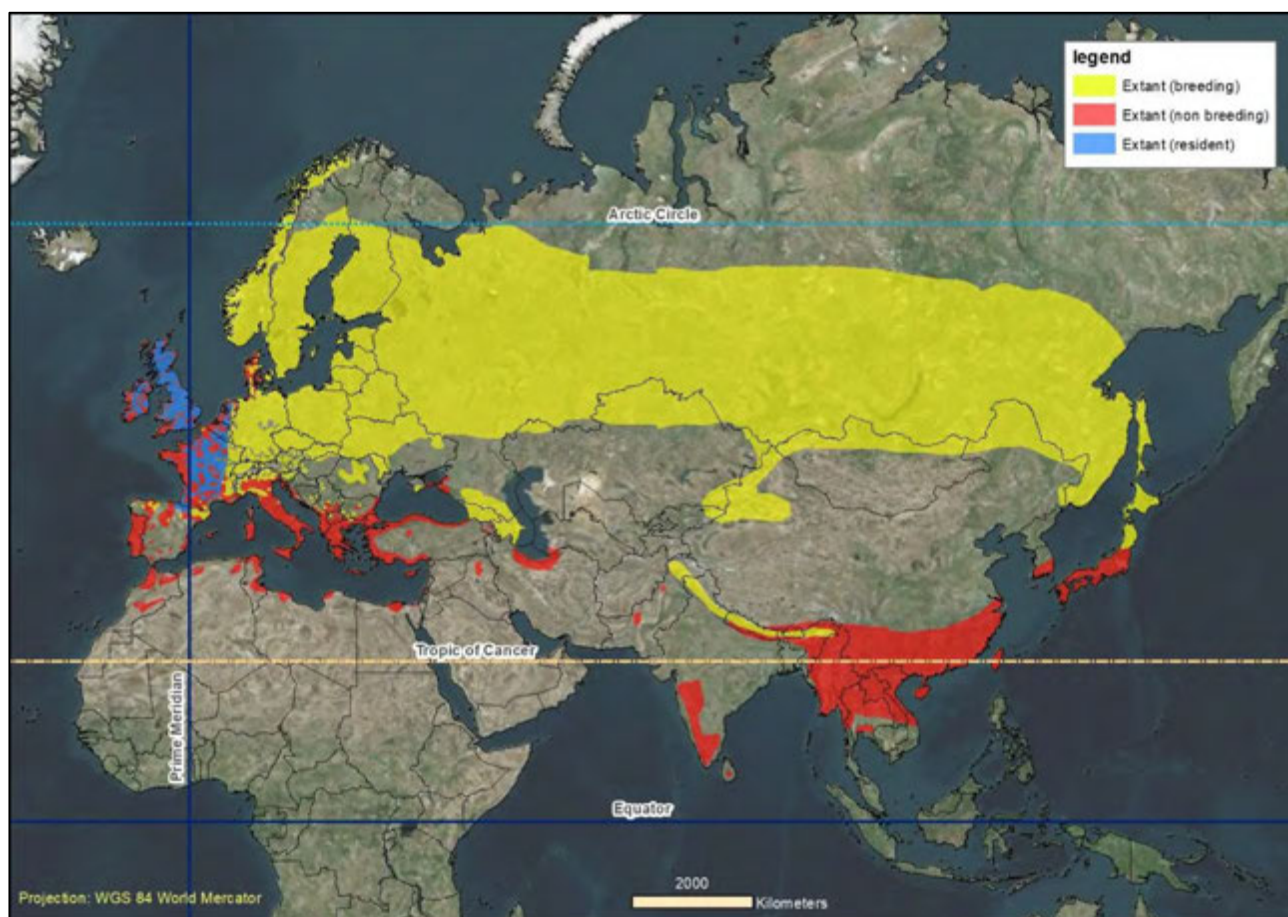 legend
Extant (breeding)
Extant (non breeding)
Extant (resident)
Arctic Circle
Tropic of Cancer
Prime Meridian
Equator
Projection: WGS 84 World Mercator
2000
Kilometers